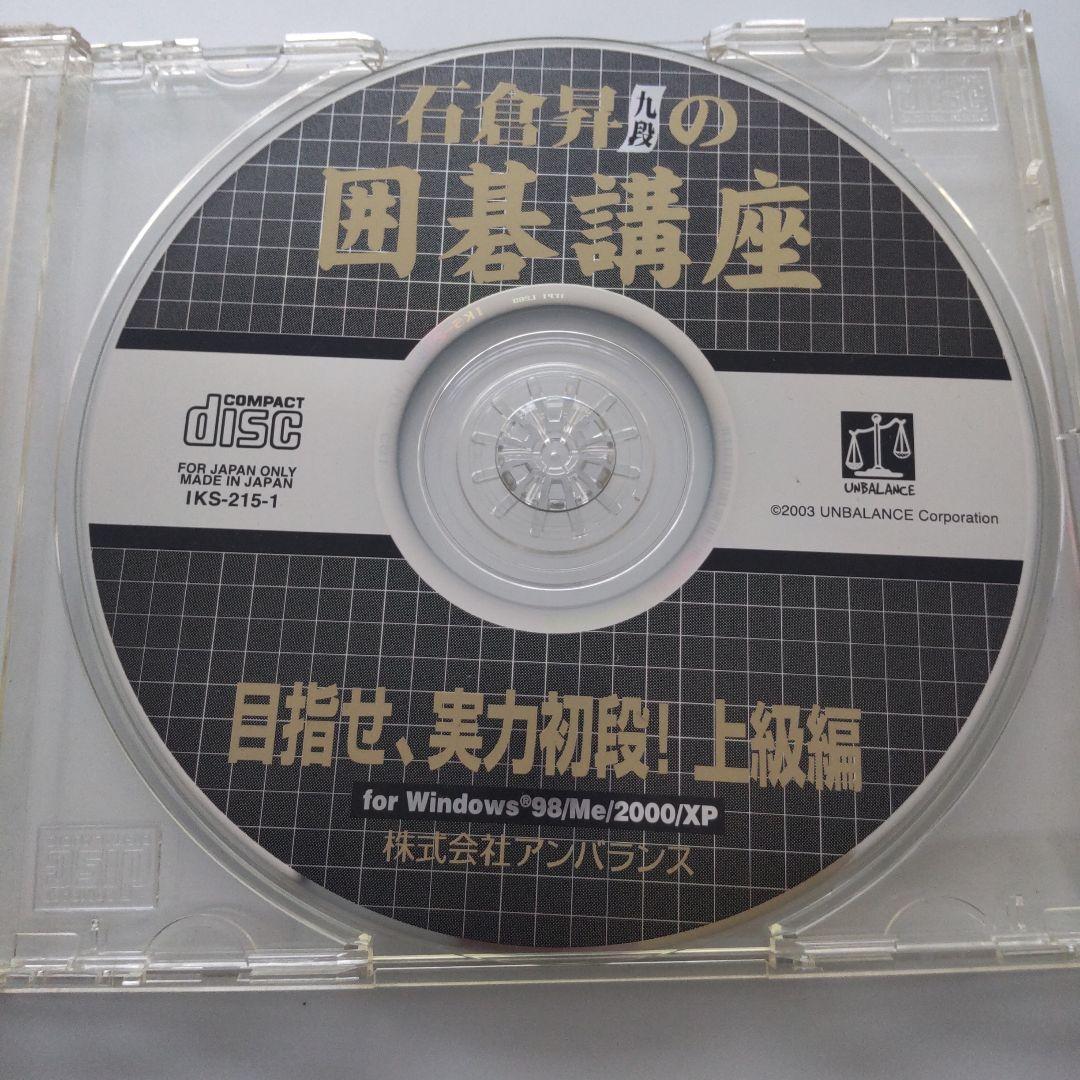 石倉昇九段の
囲碁講座
COMPACT
disc
FOR JAPAN ONLY
MADE IN JAPAN
IKS-215-1
UNBALANCE
©2003 UNBALANCE Corporation
目指せ、実力初段! 上級編
for Windows®98/Me/2000/XP
株式会社アンバランス